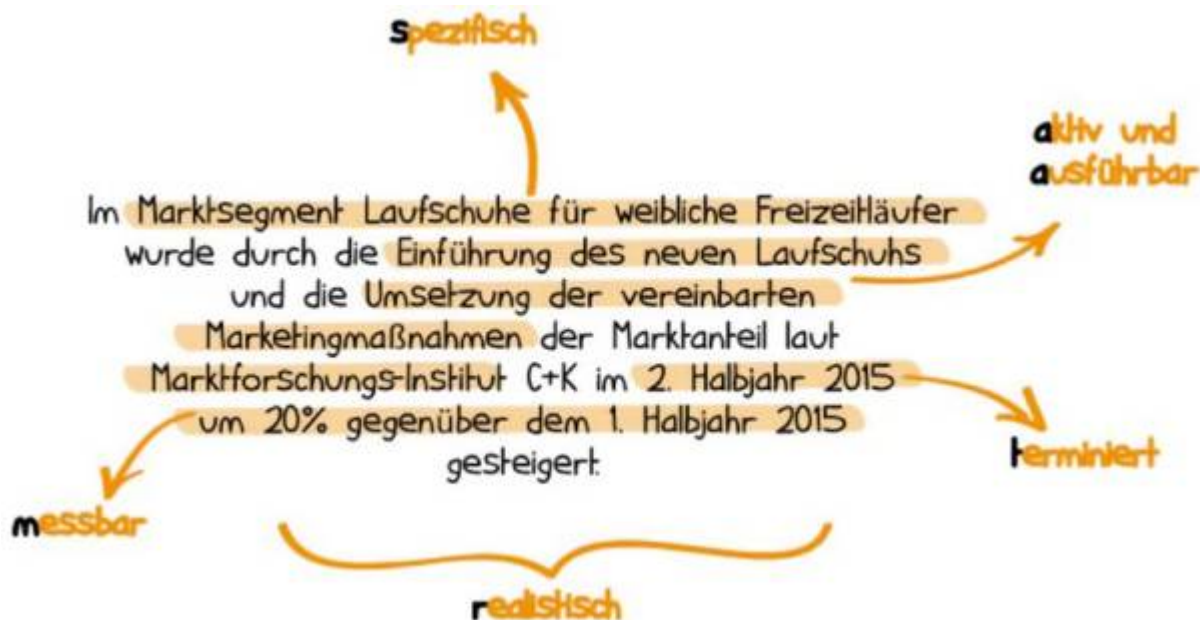 spezifisch
aktiv und
ausführbar
Im Marktsegment Laufschuhe für weibliche Freizeitläufer
wurde durch die Einführung des neuen Laufschuhs
und die Umsetzung der vereinbarten
Marketingmaßnahmen der Marktanteil laut
Marktforschungs-Institut C+K im 2. Halbjahr 2015
um 20% gegenüber dem 1. Halbjahr 2015
gesteigert.
terminiert
messbar
realistisch